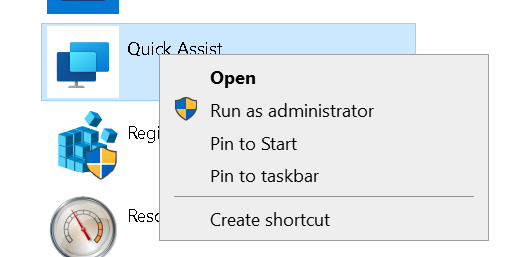 Quick Assist
Open
Run as administrator
Pin to Start
Pin to taskbar
Create shortcut